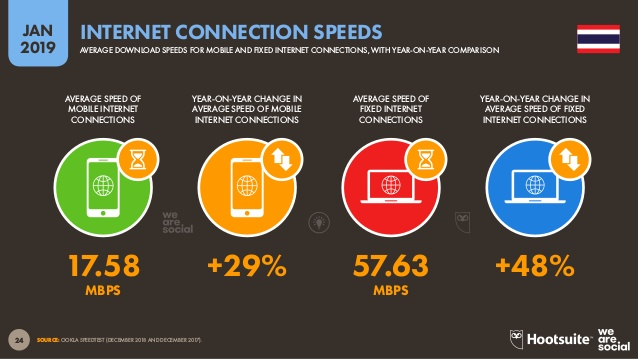 JAN
2019
INTERNET CONNECTION SPEEDS
AVERAGE DOWNLOAD SPEEDS FOR MOBILE AND FIXED INTERNET CONNECTIONS, WITH YEAR-ON-YEAR COMPARISON
AVERAGE SPEED OF
MOBILE INTERNET
CONNECTIONS
17.58
MBPS
YEAR-ON-YEAR CHANGE IN
AVERAGE SPEED OF MOBILE
INTERNET CONNECTIONS
+29%
AVERAGE SPEED OF
FIXED INTERNET
CONNECTIONS
57.63
MBPS
YEAR-ON-YEAR CHANGE IN
AVERAGE SPEED OF FIXED
INTERNET CONNECTIONS
+48%
we
are
social
24
SOURCE: OOKLA SPEEDTEST (DECEMBER 2018 AND DECEMBER 2017).
Hootsuite™
we
are
social